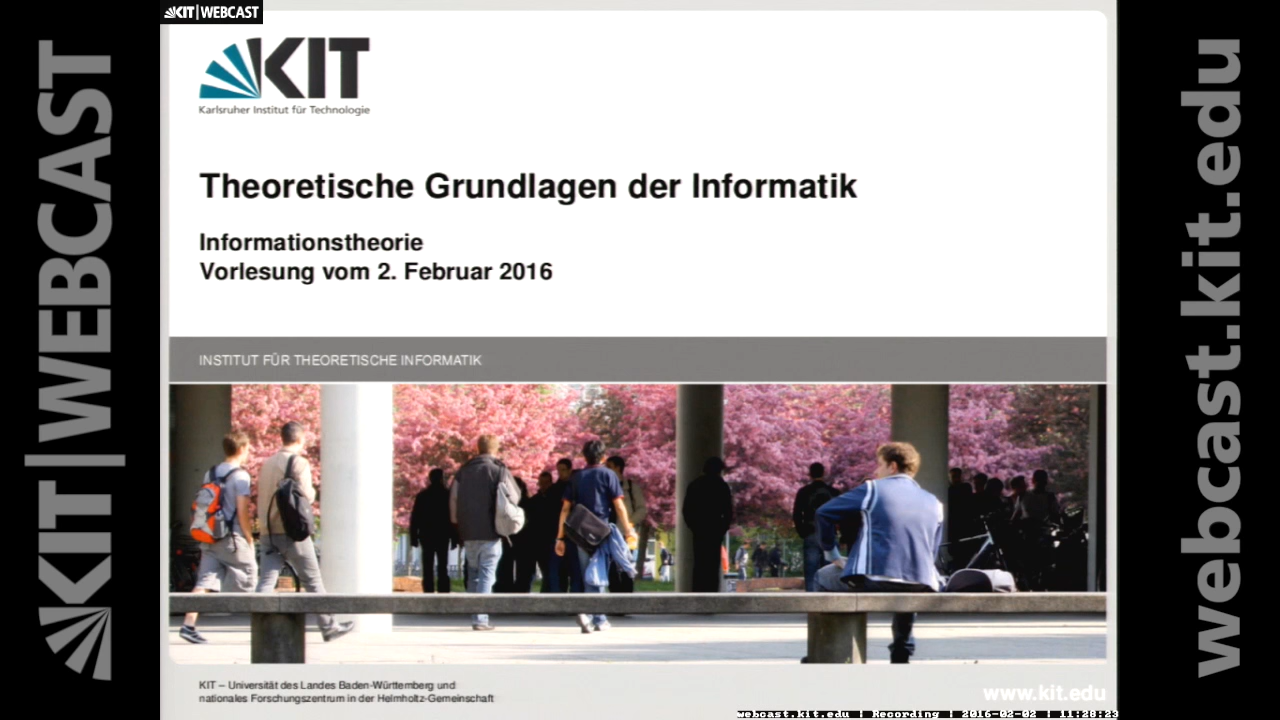 KIT|WEBCAST
KIT
Karlsruher Institut für Technologie
Theoretische Grundlagen der Informatik
Informationstheorie
Vorlesung vom 2. Februar 2016
INSTITUT FÜR THEORETISCHE INFORMATIK
KIT – Universität des Landes Baden-Württemberg und
nationales Forschungszentrum in der Helmholtz-Gemeinschaft
www.kit.edu
webcast.kit.edu | Recording | 2016-02-02 | 11:28:23
KIT|WEBCAST
webcast.kit.edu